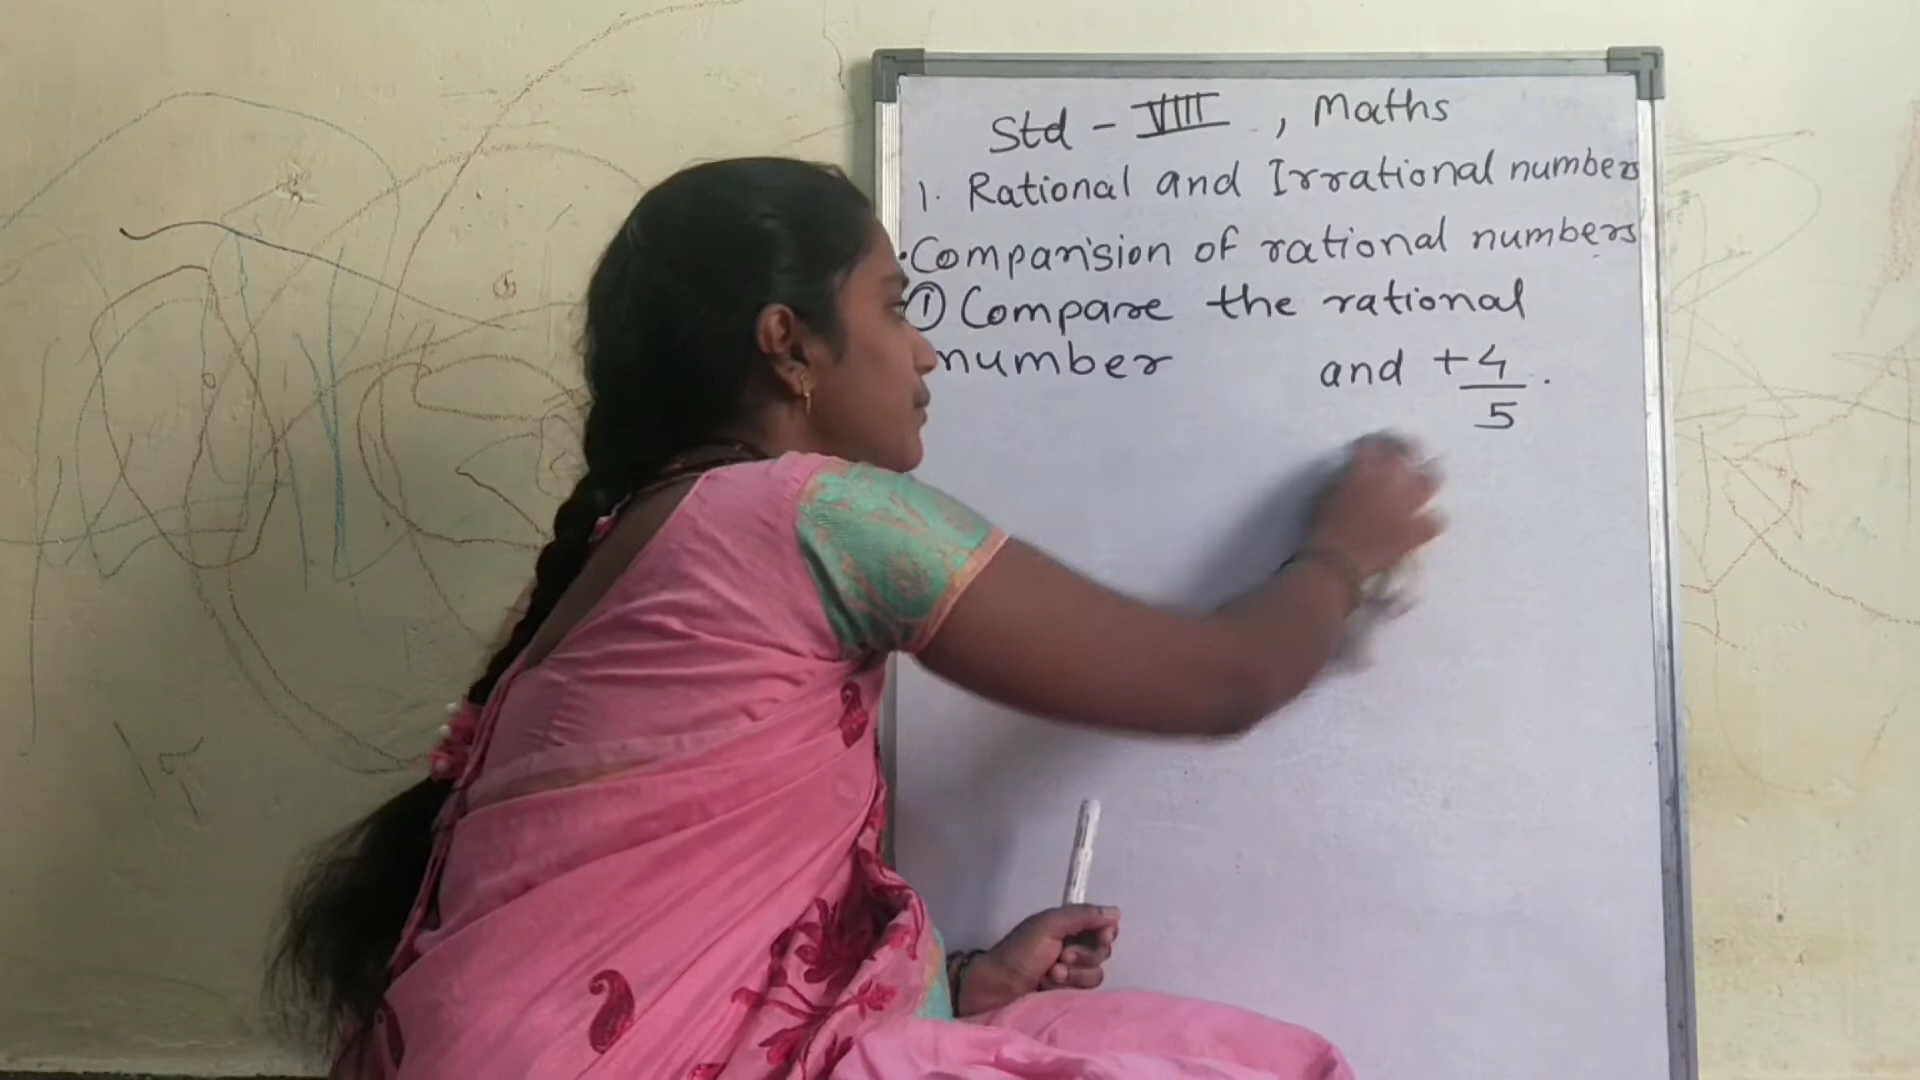 Std - VIII , Maths
1. Rational and Irrational numbers
• Comparision of rational numbers
① Compare the rational
number and +4/5 .